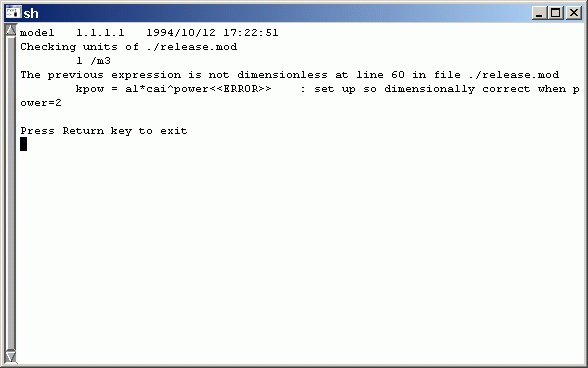 sh
model   1.1.1.1   1994/10/12 17:22:51
Checking units of ./release.mod
        1 /m3
The previous expression is not dimensionless at line 60 in file ./release.mod
        kpow = al*cai^power<<ERROR>>    : set up so dimensionally correct when p
ower=2
Press Return key to exit